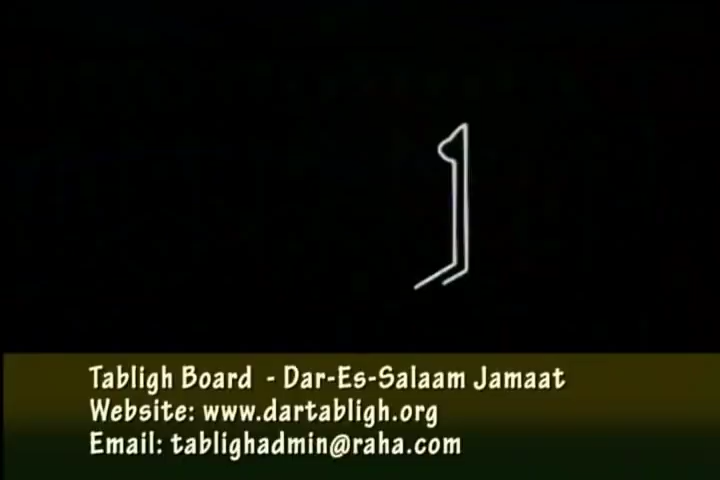 Tabligh Board - Dar-Es-Salaam Jamaat
Website: www.dartabligh.org
Email: tablighadmin@raha.com